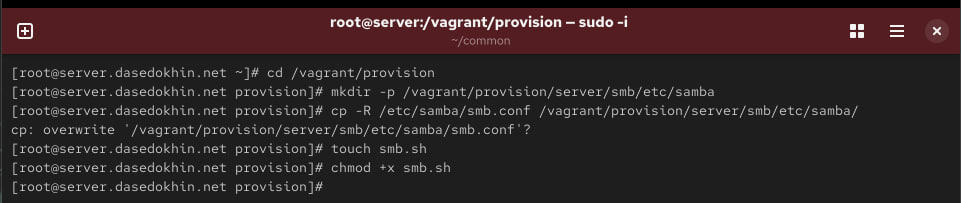 root@server:/vagrant/provision — sudo -i
~/common
[root@server.dasedokhin.net ~]# cd /vagrant/provision
[root@server.dasedokhin.net provision]# mkdir -p /vagrant/provision/server/smb/etc/samba
[root@server.dasedokhin.net provision]# cp -R /etc/samba/smb.conf /vagrant/provision/server/smb/etc/samba/
cp: overwrite '/vagrant/provision/server/smb/etc/samba/smb.conf'?
[root@server.dasedokhin.net provision]# touch smb.sh
[root@server.dasedokhin.net provision]# chmod +x smb.sh
[root@server.dasedokhin.net provision]#